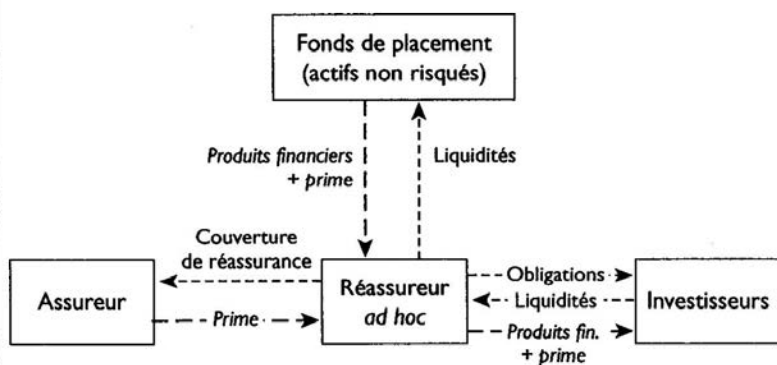 Fonds de placement
(actifs non risqués)
Produits financiers
+ prime
Liquidités
Couverture
de réassurance
Assureur
Prime
Réassureur
ad hoc
Obligations
Liquidités
Produits fin.
+ prime
Investisseurs